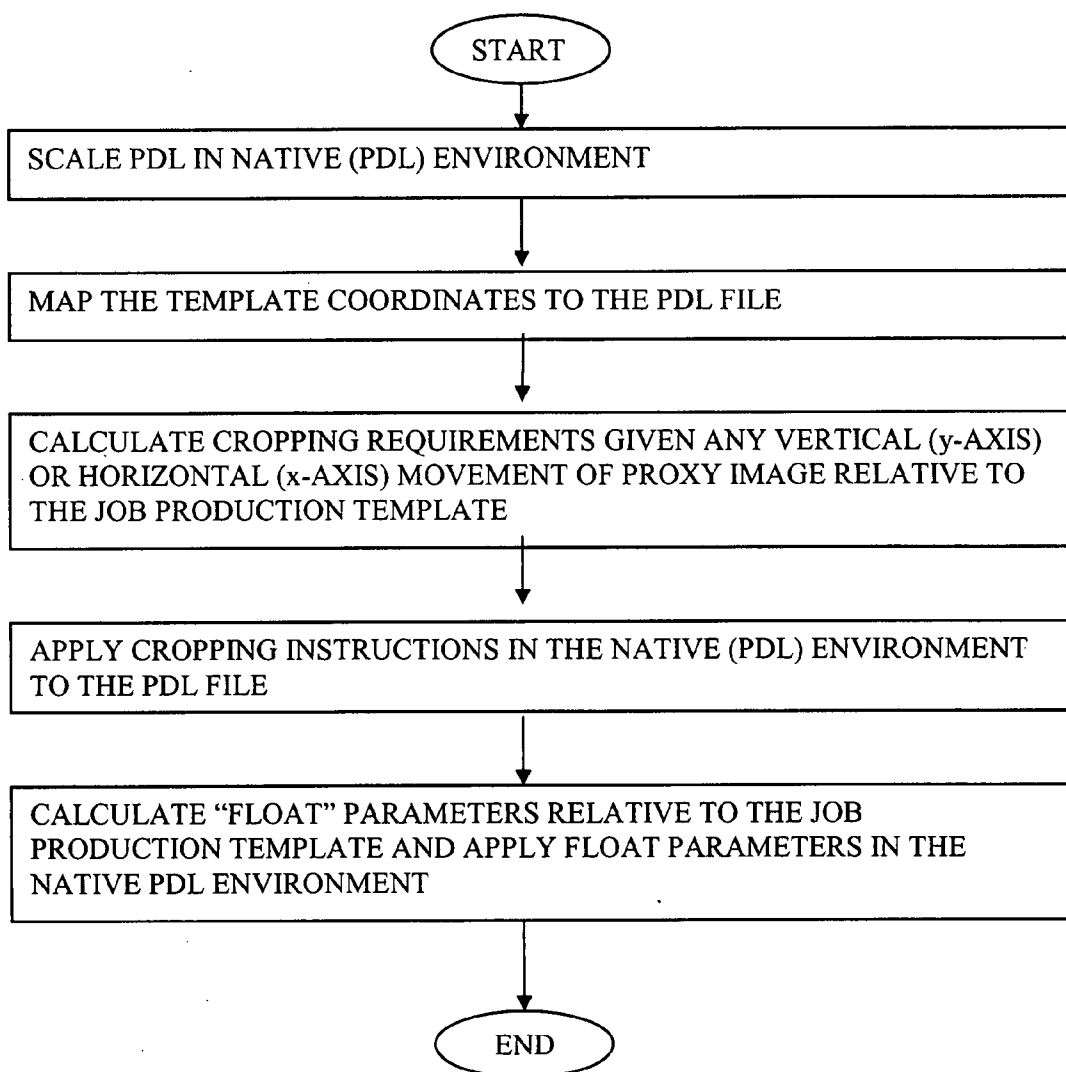 START
SCALE PDL IN NATIVE (PDL) ENVIRONMENT
MAP THE TEMPLATE COORDINATES TO THE PDL FILE
CALCULATE CROPPING REQUIREMENTS GIVEN ANY VERTICAL (y-AXIS)
OR HORIZONTAL (x-AXIS) MOVEMENT OF PROXY IMAGE RELATIVE TO
THE JOB PRODUCTION TEMPLATE
APPLY CROPPING INSTRUCTIONS IN THE NATIVE (PDL) ENVIRONMENT
TO THE PDL FILE
CALCULATE “FLOAT” PARAMETERS RELATIVE TO THE JOB
PRODUCTION TEMPLATE AND APPLY FLOAT PARAMETERS IN THE
NATIVE PDL ENVIRONMENT
END